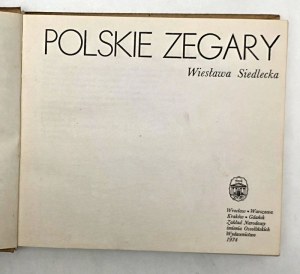 POLSKIE ZEGARY
Wiesława Siedlecka
Wrocław • Warszawa
Kraków • Gdańsk
Zakład Narodowy
imienia Ossolińskich
Wydawnictwo
1974